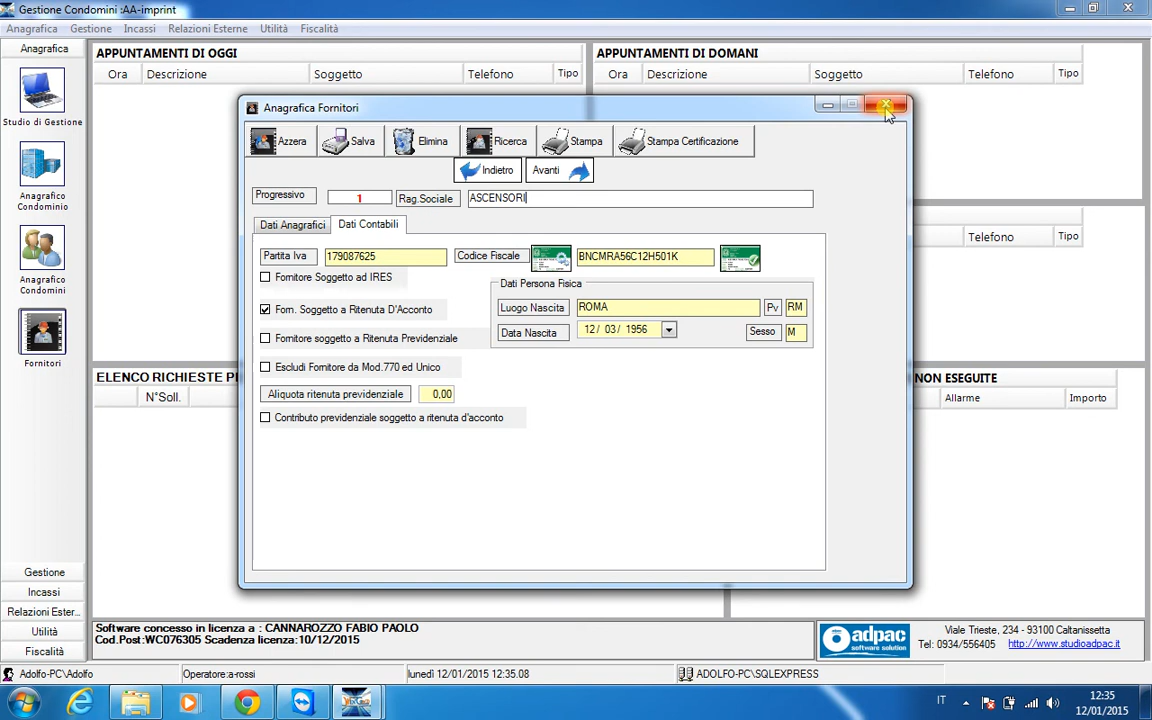 Gestione Condomini :AA-imprint
Anagrafica Gestione Incassi Relazioni Esterne Utilità Fiscalità
Anagrafica
Studio di Gestione
Anagrafico
Condominio
Anagrafica
Condomini
Fornitori
Gestione
Incassi
Relazioni Ester...
Utilità
Fiscalità
APPUNTAMENTI DI OGGI
Ora Descrizione Soggetto Telefono Tipo
APPUNTAMENTI DI DOMANI
Ora Descrizione Soggetto Telefono Tipo
Telefono Tipo
Anagrafica Fornitori
Azzera Salva Elimina Ricerca Stampa Stampa Certificazione
Indietro Avanti
Progressivo 1 Rag.Sociale ASCENSORI
Dati Anagrafici Dati Contabili
Partita Iva 179087625 Codice Fiscale BNCMRA56C12H501K
Fornitore Soggetto ad IRES
Dati Persona Fisica
Forn. Soggetto a Ritenuta D'Acconto
Luogo Nascita ROMA Pv RM
Data Nascita 12/ 03/ 1956 Sesso M
Fornitore soggetto a Ritenuta Previdenziale
Escludi Fornitore da Mod.770 ed Unico
Aliquota ritenuta previdenziale 0,00
Contributo previdenziale soggetto a ritenuta d'acconto
ELENCO RICHIESTE
N°Soll.
NON ESEGUITE
Allarme Importo
Software concesso in licenza a : CANNAROZZO FABIO PAOLO
Cod.Post:WC076305 Scadenza licenza:10/12/2015
adpac
software solution
Viale Trieste, 234 - 93100 Caltanissetta
Tel: 0934/556405 http://www.studioadpac.it
Adolfo-PC\Adolfo Operatore:a-rossi lunedì 12/01/2015 12.35.08 ADOLFO-PC\SQLEXPRESS
IT
12:35
12/01/2015